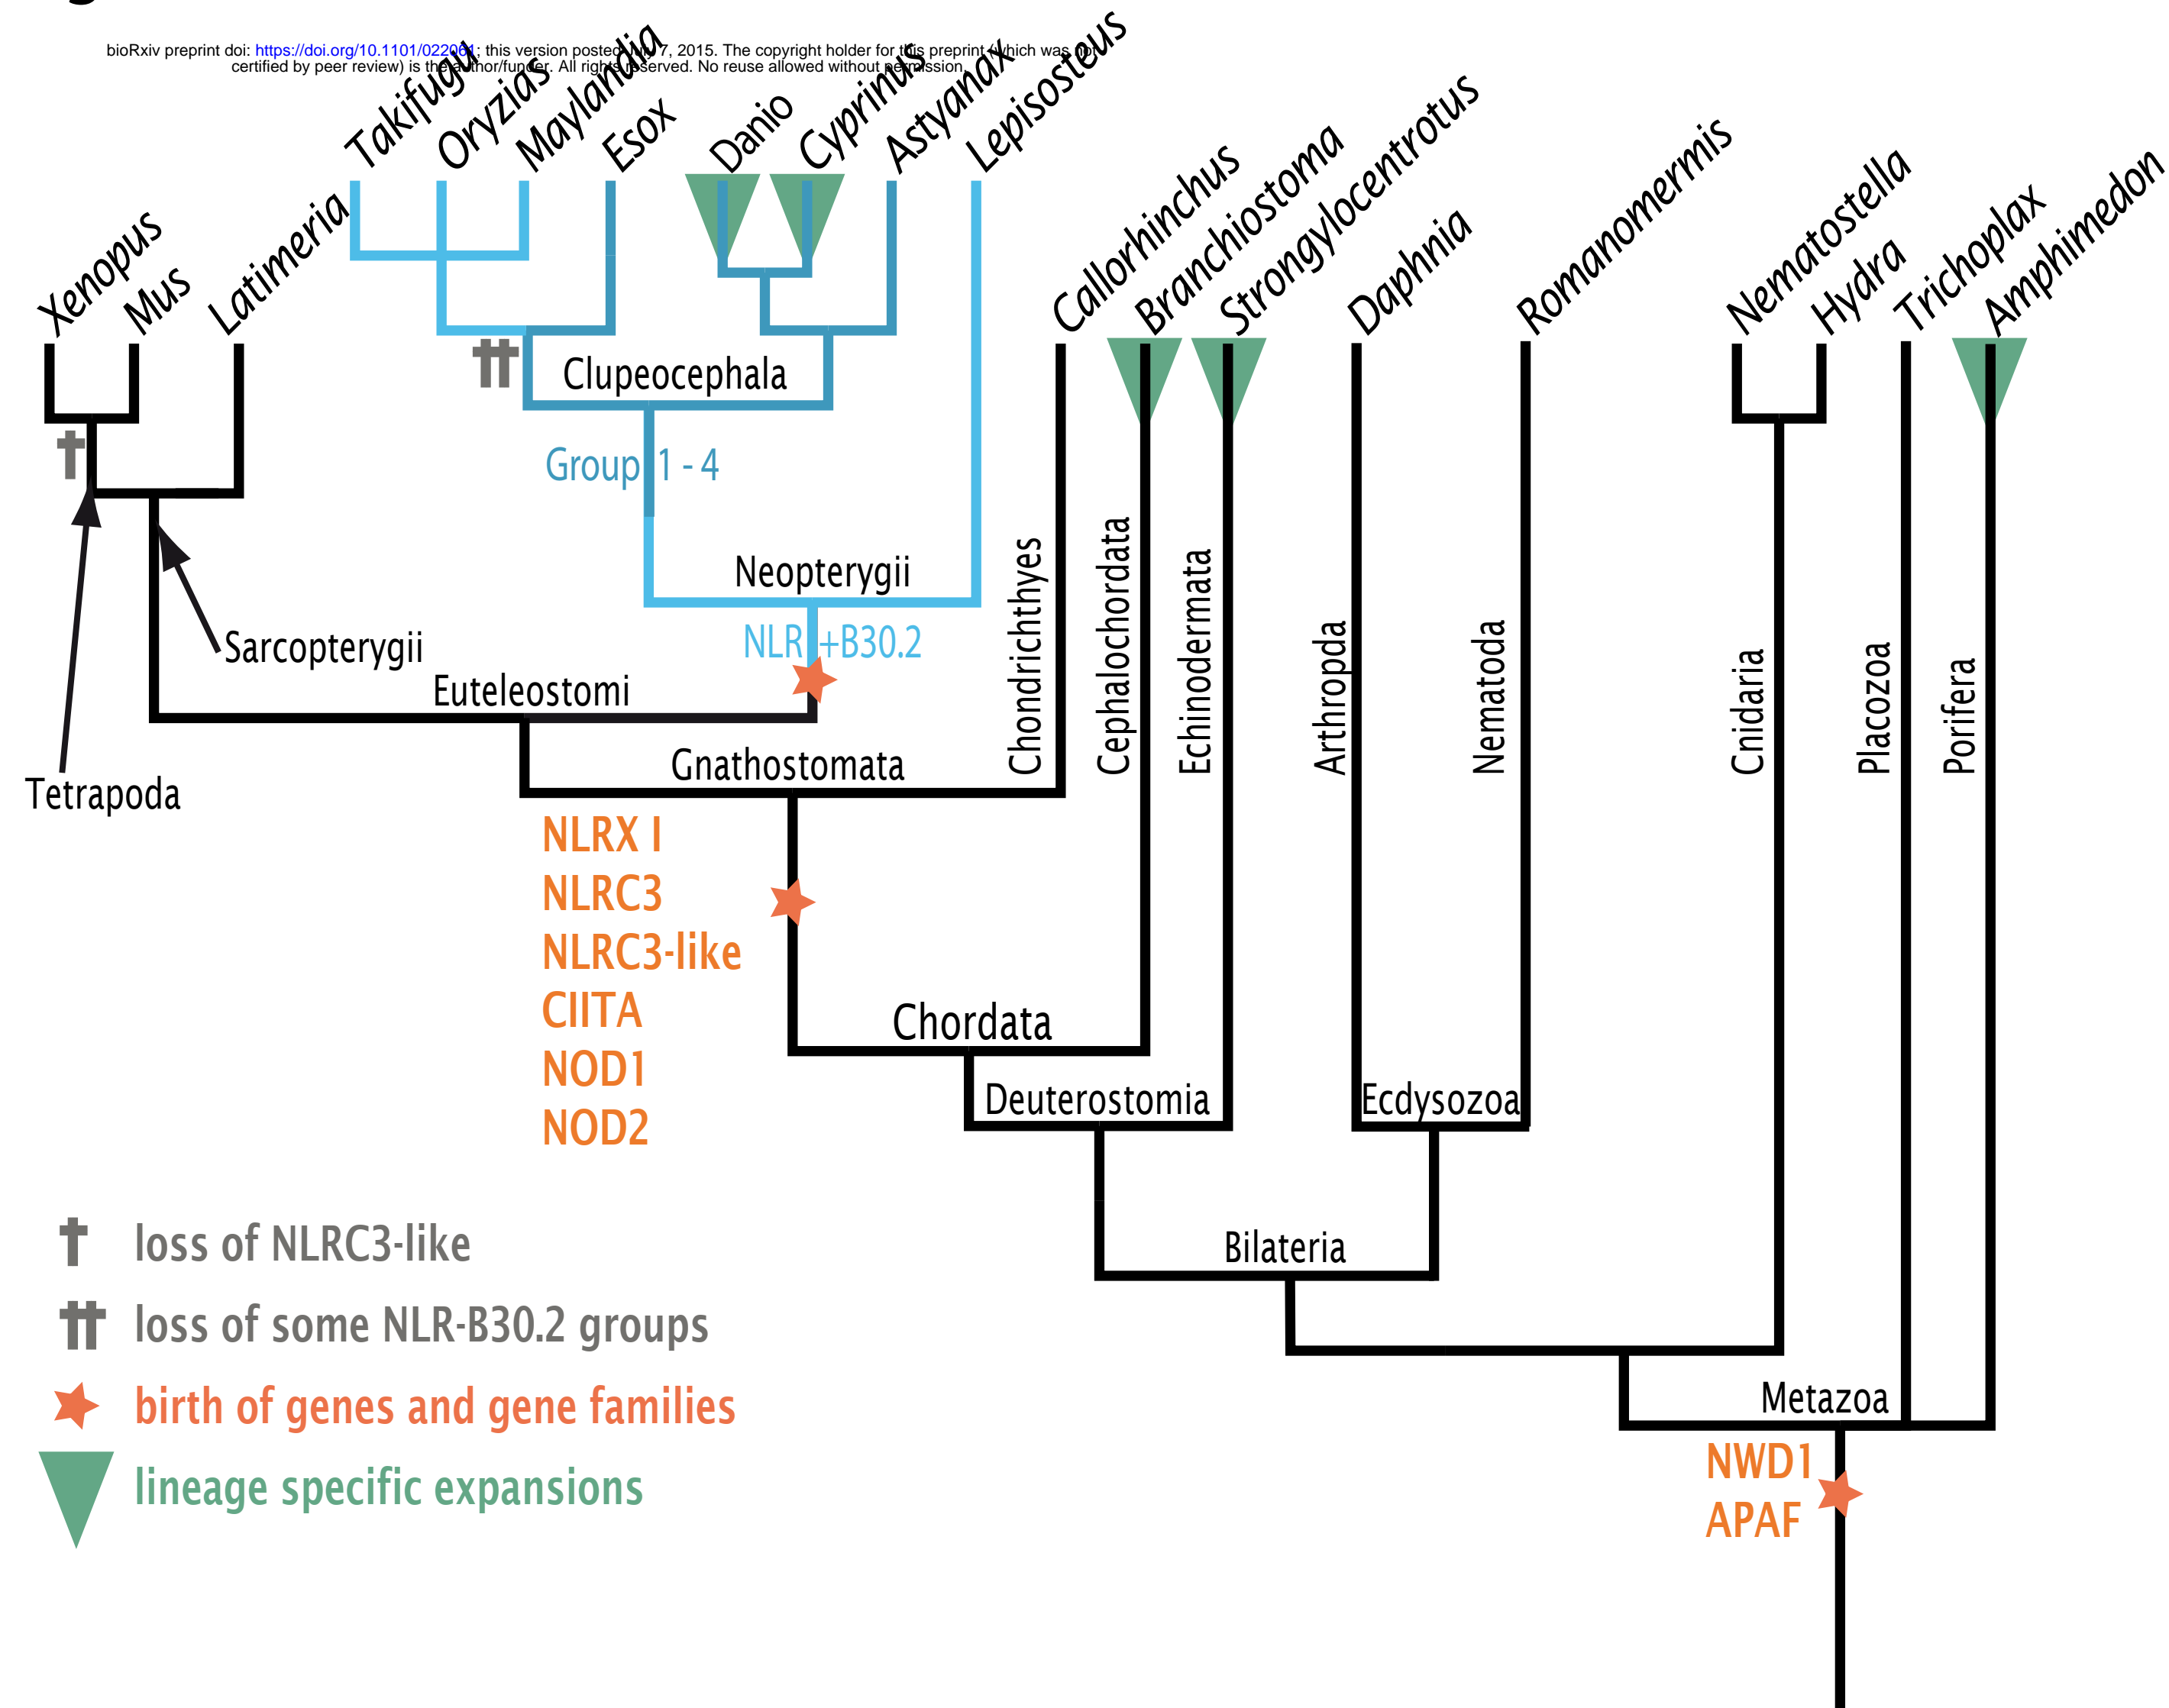 bioRxiv preprint doi: https://doi.org/10.1101/022061; this version posted July 7, 2015. The copyright holder for this preprint (which was not
certified by peer review) is the author/funder. All rights reserved. No reuse allowed without permission.
Xenopus
Mus
Latimeria
Takifugu
Oryzias
Maylandia
Esox
Danio
Cyprinus
Astyanax
Lepisosteus
Callorhinchus
Branchiostoma
Strongylocentrotus
Daphnia
Romanomermis
Nematostella
Hydra
Trichoplax
Amphimedon
Clupeocephala
Group 1 - 4
Neopterygii
NLR +B30.2
Sarcopterygii
Euteleostomi
Tetrapoda
Gnathostomata
Chondrichthyes
Cephalochordata
Echinodermata
Arthropoda
Nematoda
Cnidaria
Placozoa
Porifera
NLRX I
NLRC3
NLRC3-like
CIITA
NOD1
NOD2
Chordata
Deuterostomia
Ecdysozoa
Bilateria
Metazoa
NWD1
APAF
loss of NLRC3-like
loss of some NLR-B30.2 groups
birth of genes and gene families
lineage specific expansions